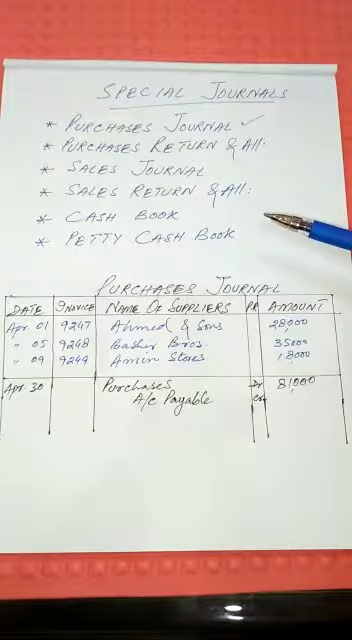 SPECIAL JOURNALS
* PURCHASES JOURNAL ✓
* PURCHASES RETURN & All:
* SALES JOURNAL
* SALES RETURN & All:
* CASH BOOK
* PETTY CASH BOOK
PURCHASES JOURNAL
DATE INVOICE NAME OF SUPPLIERS PR AMOUNT
Apr. 01 9247 Ahmed & Sons 28,000
" 05 9248 Bashir Bros. 35000
" 09 9249 Amin Stores 18,000
Apr. 30 Purchases Dr 81,000
A/c Payable Cr